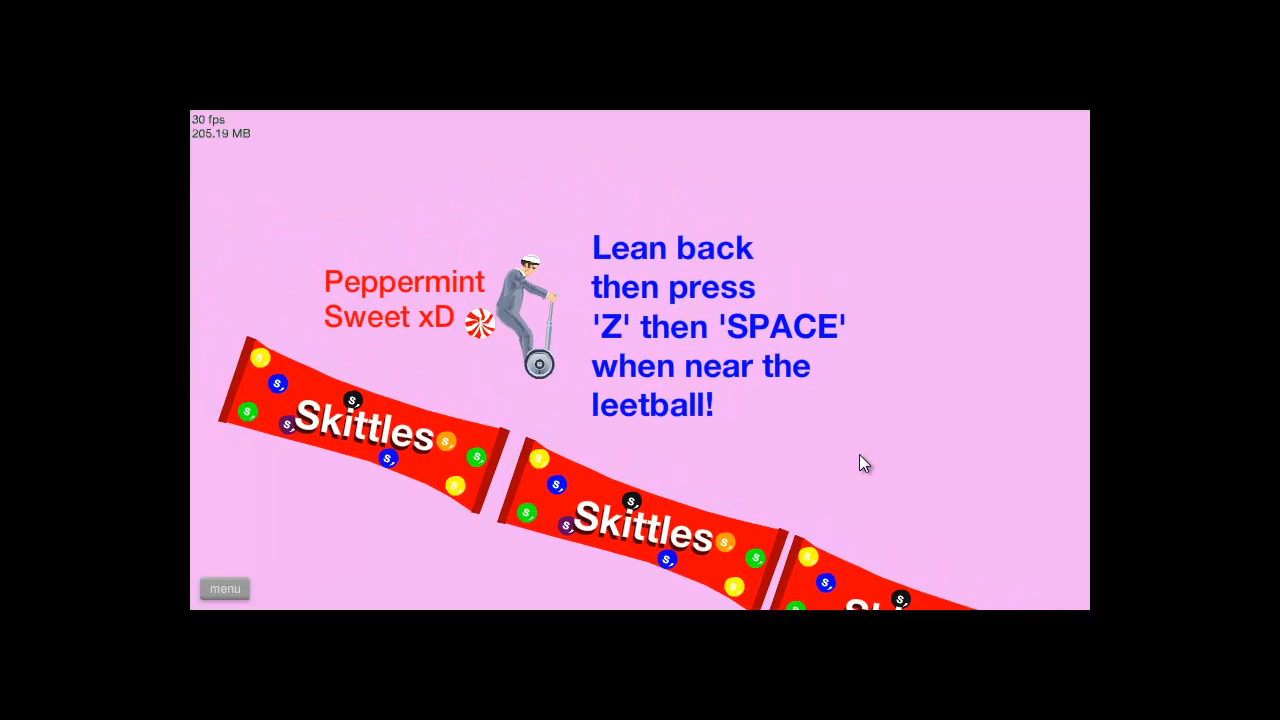 30 fps
205.19 MB
Lean back
then press
'Z' then 'SPACE'
when near the
leetball!
Peppermint
Sweet xD
Skittles
s,
s,
s,
s,
s,
s,
s,
s,
s,
Skittles
s,
s,
s,
s,
s,
s,
s,
s,
s,
s,
s,
s,
s,
menu